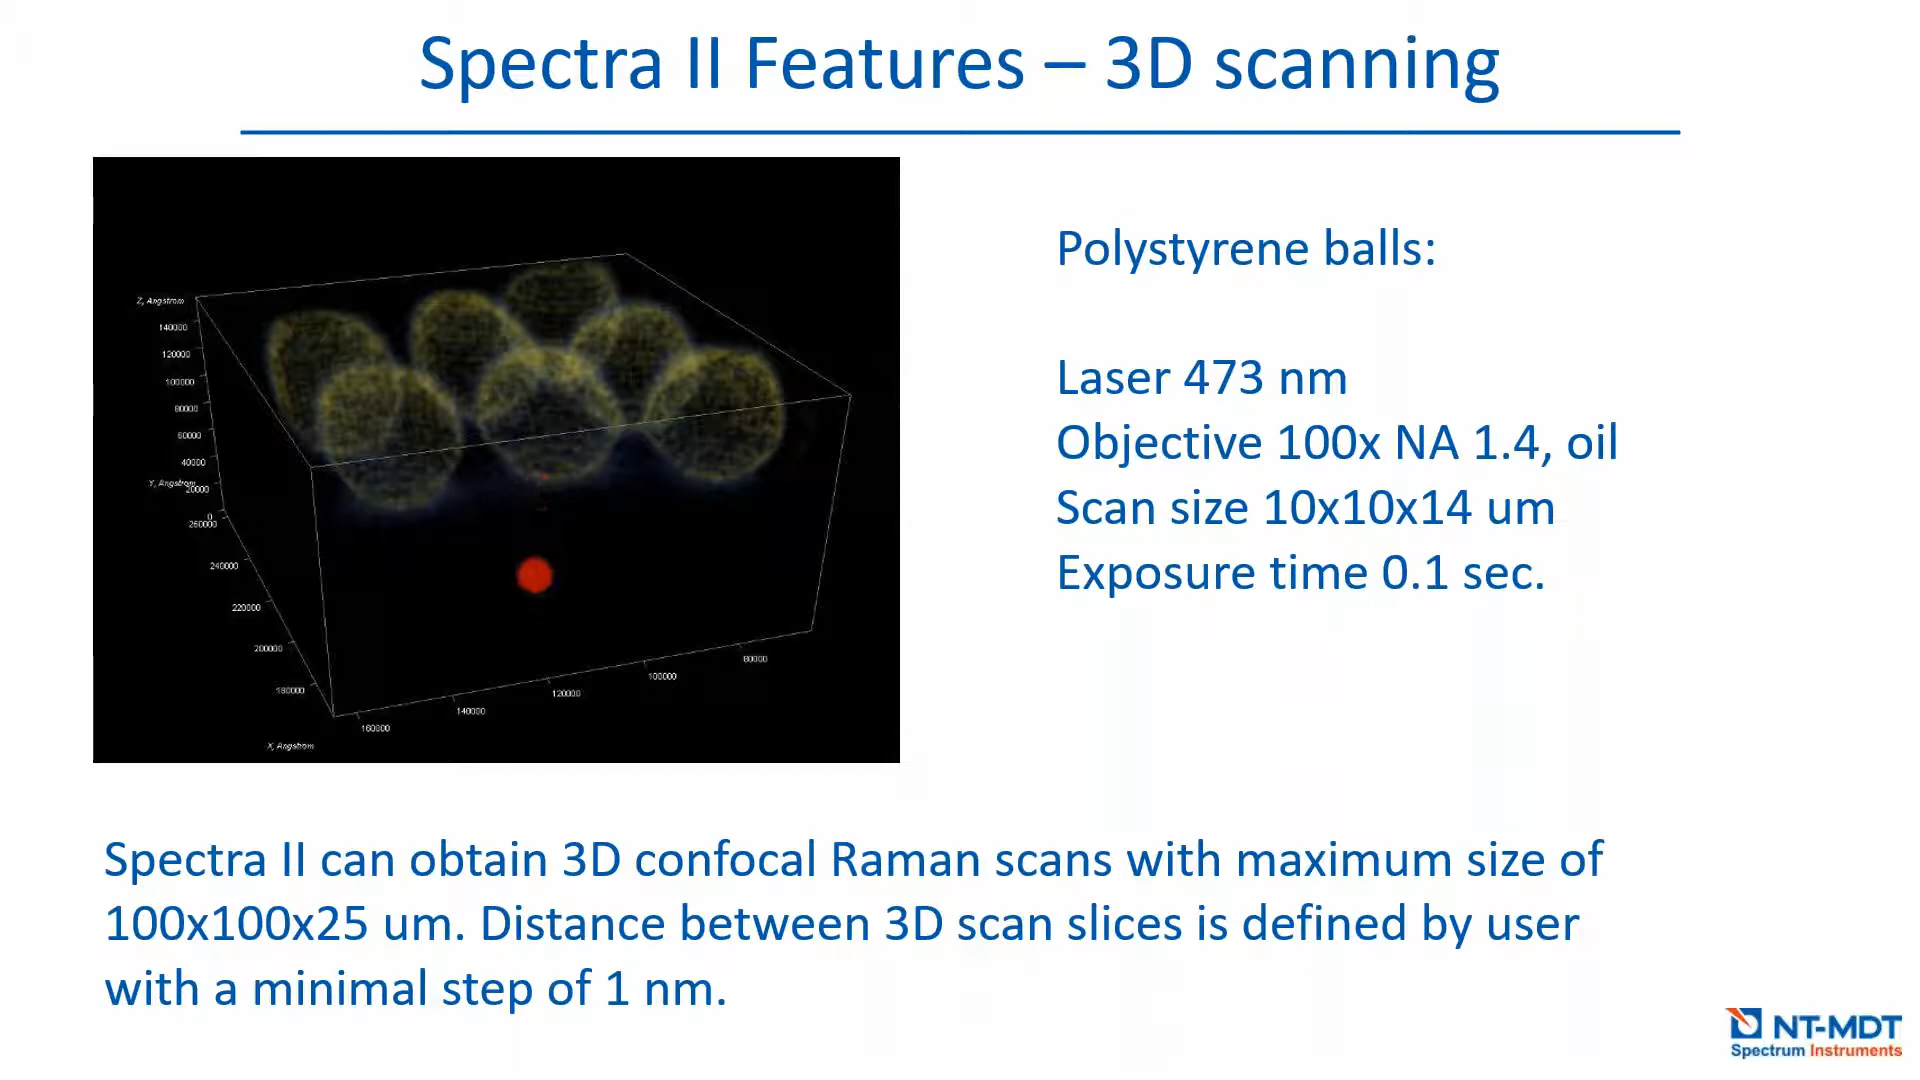 Spectra II Features – 3D scanning
Z, Angstrom
140000
120000
100000
80000
60000
40000
20000
0
Y, Angstrom
260000
240000
220000
200000
180000
X, Angstrom
160000
140000
120000
100000
80000
Polystyrene balls:
Laser 473 nm
Objective 100x NA 1.4, oil
Scan size 10x10x14 um
Exposure time 0.1 sec.
Spectra II can obtain 3D confocal Raman scans with maximum size of
100x100x25 um. Distance between 3D scan slices is defined by user
with a minimal step of 1 nm.
NT-MDT
Spectrum Instruments